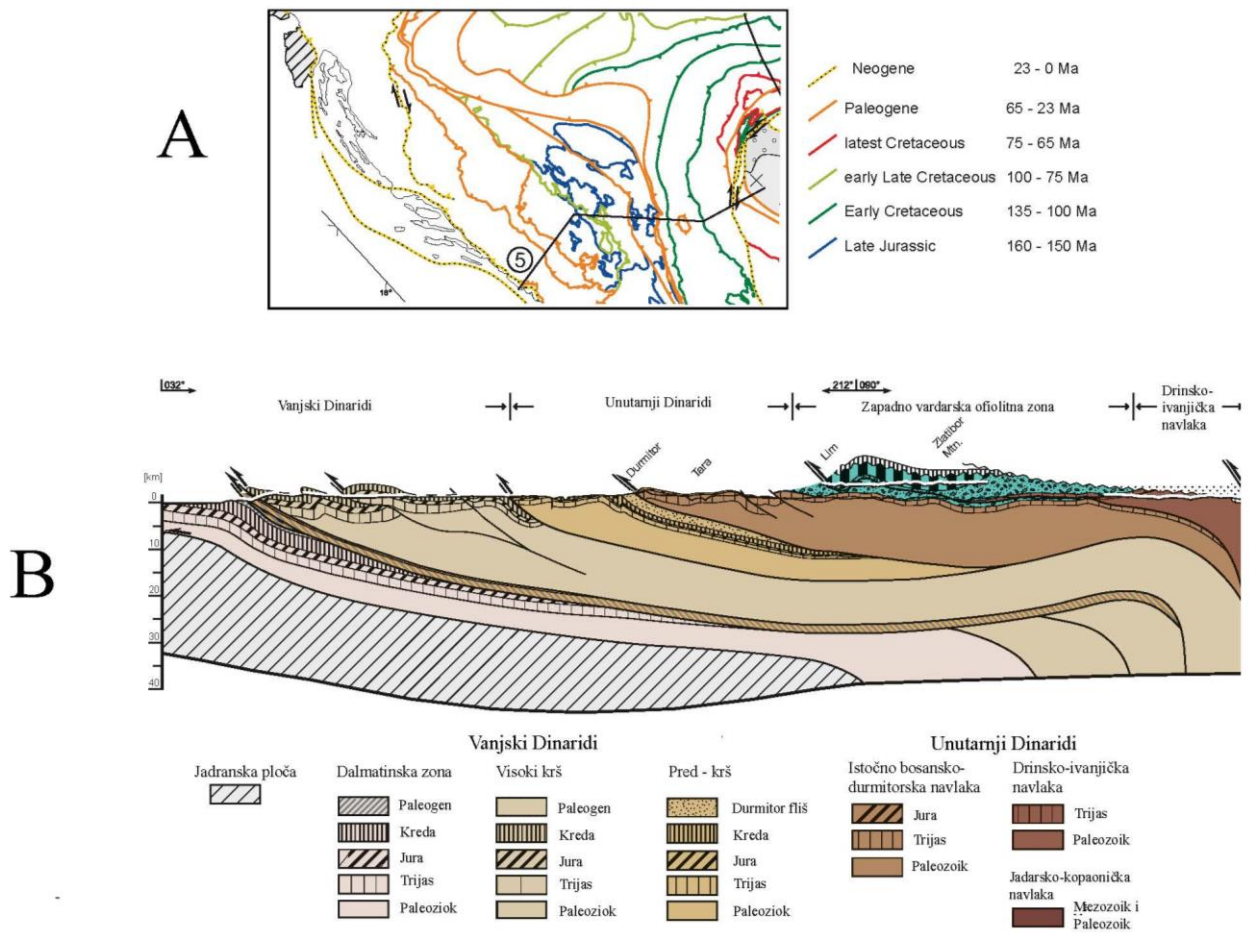 A
Neogene 23 - 0 Ma
Paleogene 65 - 23 Ma
latest Cretaceous 75 - 65 Ma
early Late Cretaceous 100 - 75 Ma
Early Cretaceous 135 - 100 Ma
Late Jurassic 160 - 150 Ma
5
18°
B
032°
212° 090°
Vanjski Dinaridi
Unutarnji Dinaridi
Zapadno vardarska ofiolitna zona
Drinsko-
ivanjička
navlaka
Durmitor
Tara
Lim
Zlatibor
Mtn.
[km]
0
10
20
30
40
Vanjski Dinaridi
Unutarnji Dinaridi
Jadranska ploča
Dalmatinska zona
Paleogen
Kreda
Jura
Trijas
Paleoziok
Visoki krš
Paleogen
Kreda
Jura
Trijas
Paleoziok
Pred - krš
Durmitor fliš
Kreda
Jura
Trijas
Paleoziok
Istočno bosansko-
durmitorska navlaka
Jura
Trijas
Paleozoik
Drinsko-ivanjička
navlaka
Trijas
Paleozoik
Jadarsko-kopaonička
navlaka
Mezozoik i
Paleozoik